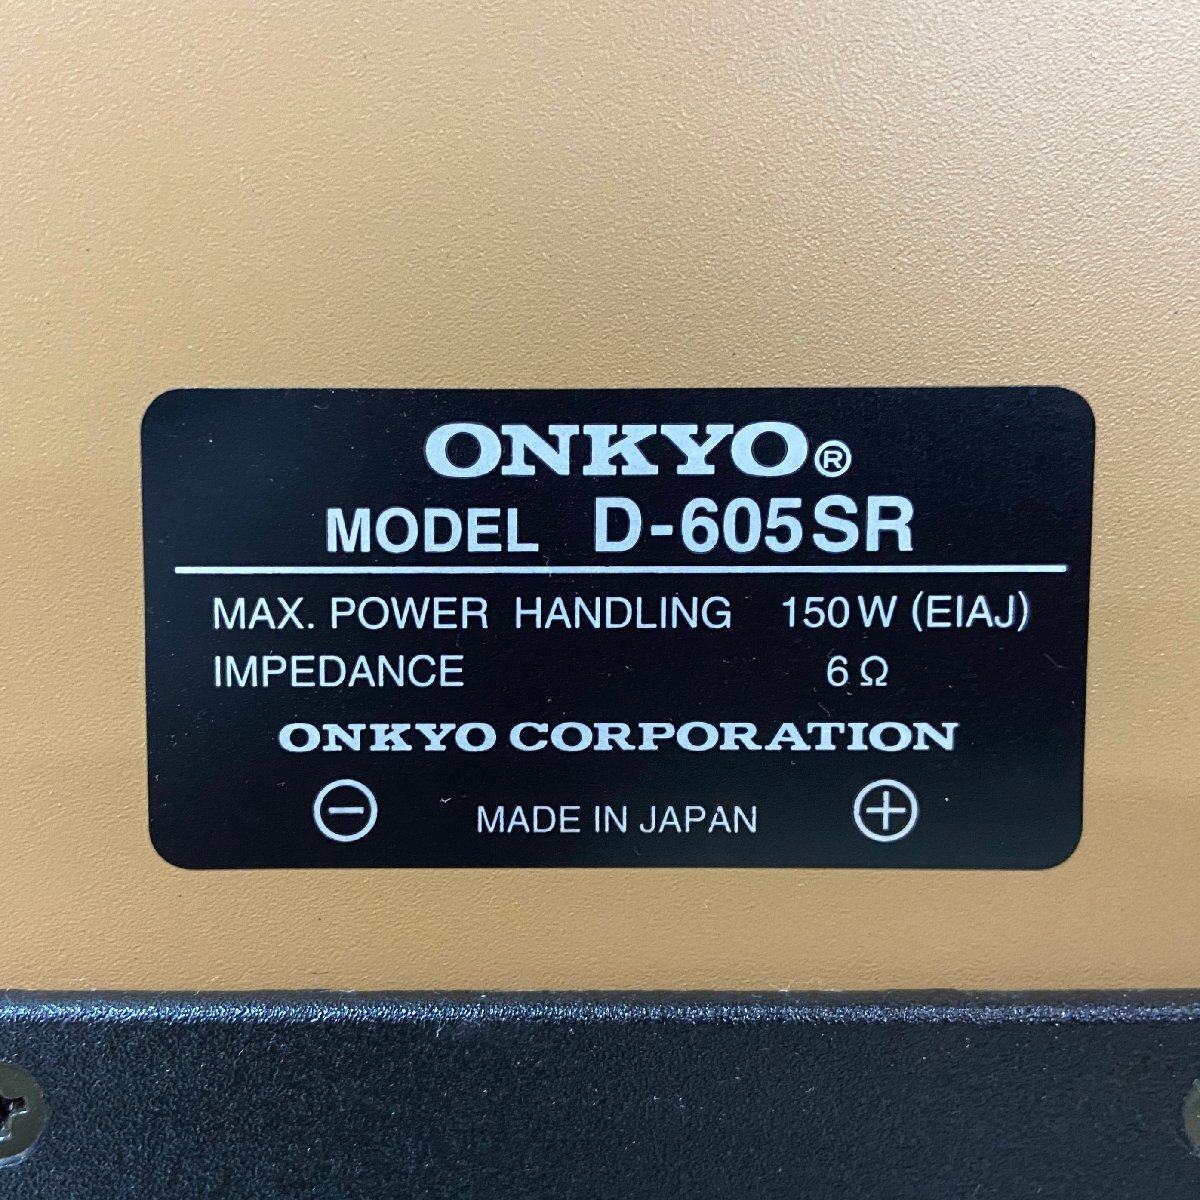 ONKYO®
MODEL D-605SR
MAX. POWER HANDLING 150W (EIAJ)
IMPEDANCE 6Ω
ONKYO CORPORATION
⊖ MADE IN JAPAN ⊕